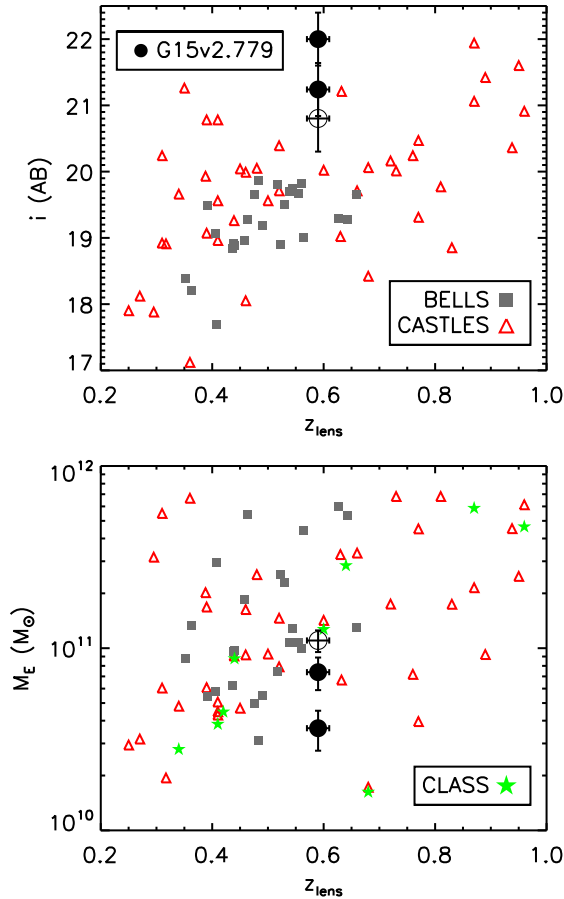 22
21
20
19
18
17
i (AB)
G15v2.779
BELLS
CASTLES
0.2 0.4 0.6 0.8 1.0
z_lens
10^12
10^11
10^10
M_E (M_⊙)
CLASS
0.2 0.4 0.6 0.8 1.0
z_lens